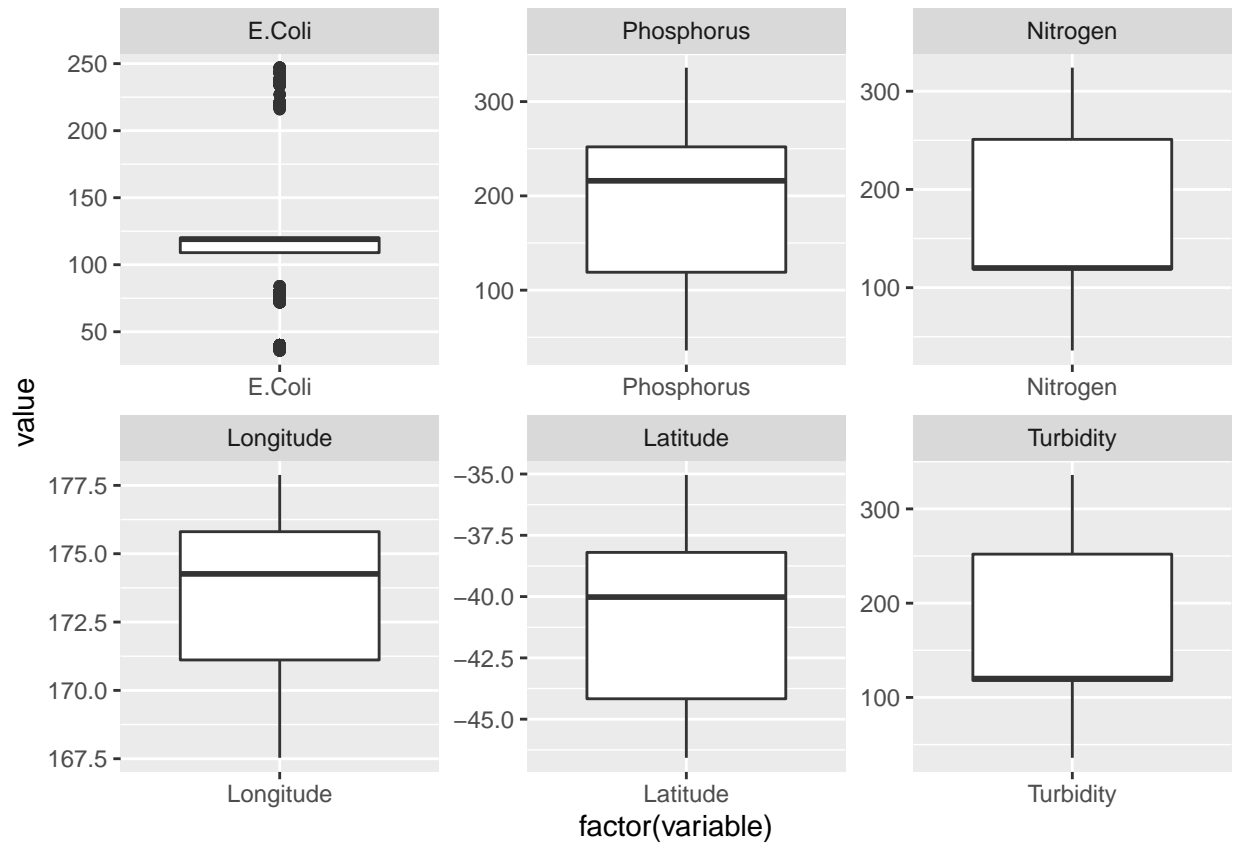 E.Coli
Phosphorus
Nitrogen
250
200
150
100
50
300
200
100
300
200
100
E.Coli
Phosphorus
Nitrogen
value
Longitude
Latitude
Turbidity
177.5
175.0
172.5
170.0
167.5
−35.0
−37.5
−40.0
−42.5
−45.0
300
200
100
Longitude
Latitude
Turbidity
factor(variable)